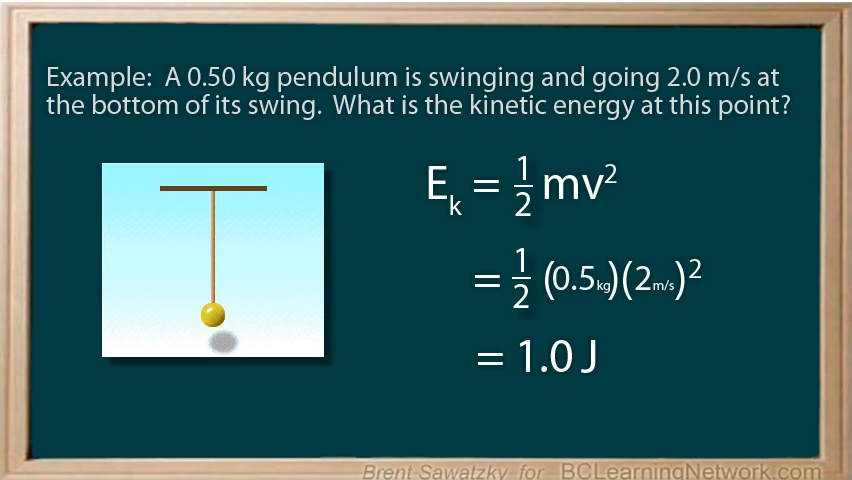 Example: A 0.50 kg pendulum is swinging and going 2.0 m/s at
the bottom of its swing. What is the kinetic energy at this point?
E_k = 1/2 mv²
= 1/2 (0.5kg)(2m/s)²
= 1.0 J
Brent Sawatzky for BCLearningNetwork.com